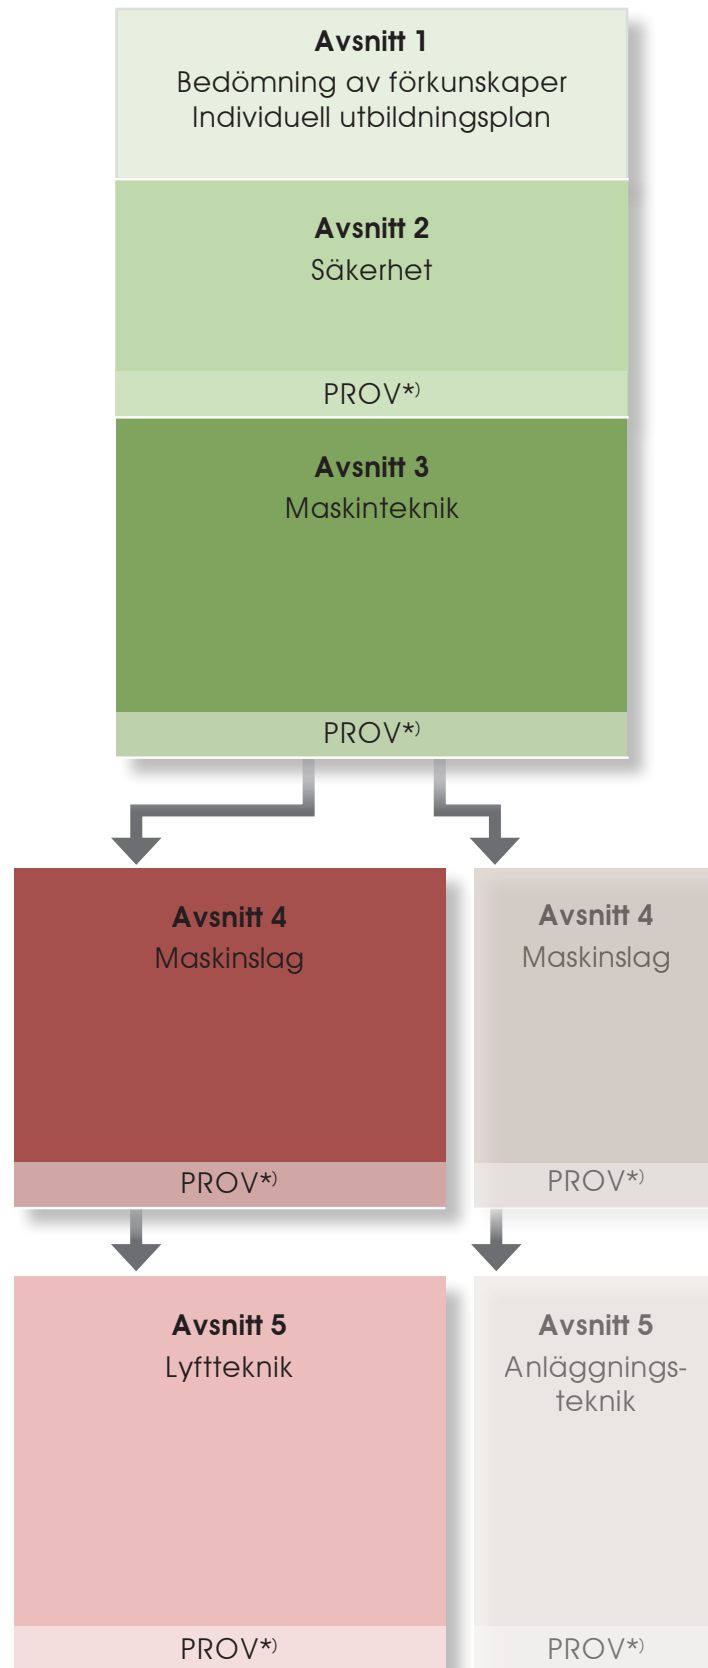 Avsnitt 1
Bedömning av förkunskaper
Individuell utbildningsplan
Avsnitt 2
Säkerhet
PROV*)
Avsnitt 3
Maskinteknik
PROV*)
Avsnitt 4
Maskinslag
PROV*)
Avsnitt 4
Maskinslag
PROV*)
Avsnitt 5
Lyftteknik
PROV*)
Avsnitt 5
Anläggnings-
teknik
PROV*)